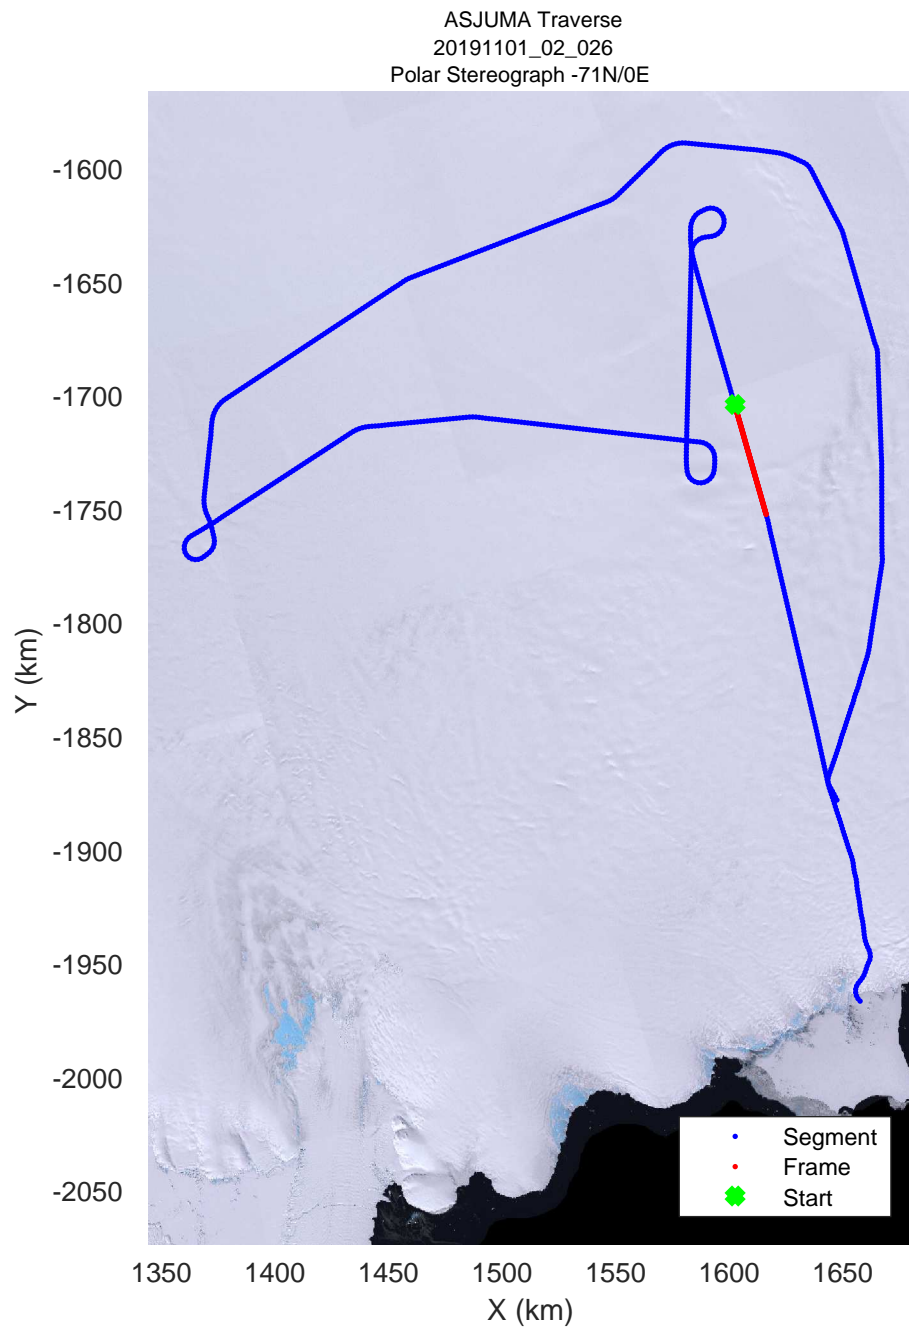 ASJUMA Traverse
20191101_02_026
Polar Stereograph -71N/0E
-1600
-1650
-1700
-1750
-1800
-1850
-1900
-1950
-2000
-2050
Y (km)
Segment
Frame
Start
1350 1400 1450 1500 1550 1600 1650
X (km)